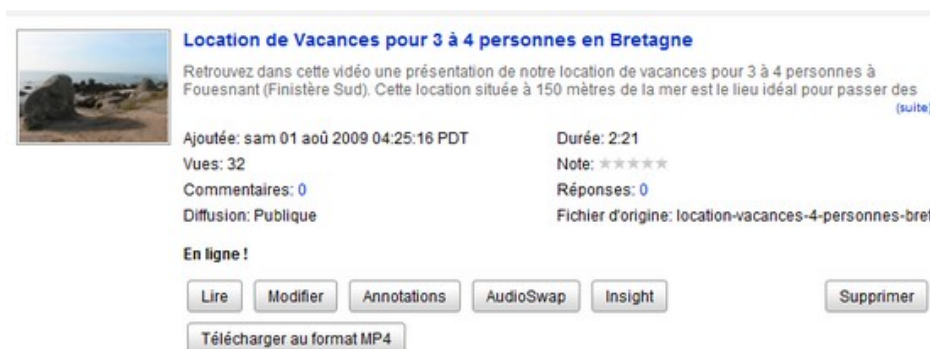 Location de Vacances pour 3 à 4 personnes en Bretagne
Retrouvez dans cette vidéo une présentation de notre location de vacances pour 3 à 4 personnes à
Fouesnant (Finistère Sud). Cette location située à 150 mètres de la mer est le lieu idéal pour passer des
(suite)
Ajoutée: sam 01 aoû 2009 04:25:16 PDT Durée: 2:21
Vues: 32 Note: ★★★★★
Commentaires: 0 Réponses: 0
Diffusion: Publique Fichier d'origine: location-vacances-4-personnes-bret
En ligne !
Lire Modifier Annotations AudioSwap Insight Supprimer
Télécharger au format MP4